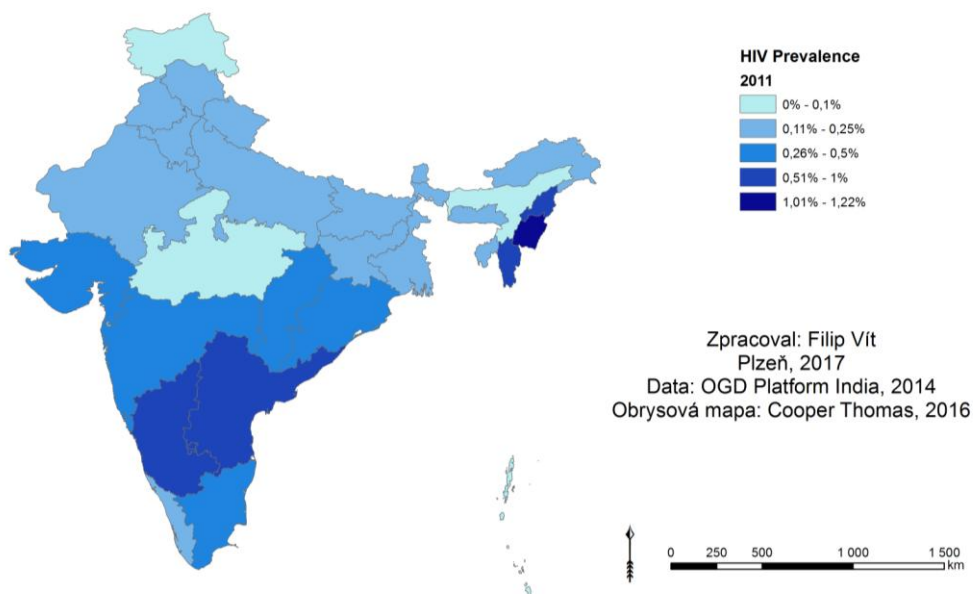 HIV Prevalence
2011
0% - 0,1%
0,11% - 0,25%
0,26% - 0,5%
0,51% - 1%
1,01% - 1,22%
Zpracoval: Filip Vít
Plzeň, 2017
Data: OGD Platform India, 2014
Obrysová mapa: Cooper Thomas, 2016
0 250 500 1 000 1 500
km